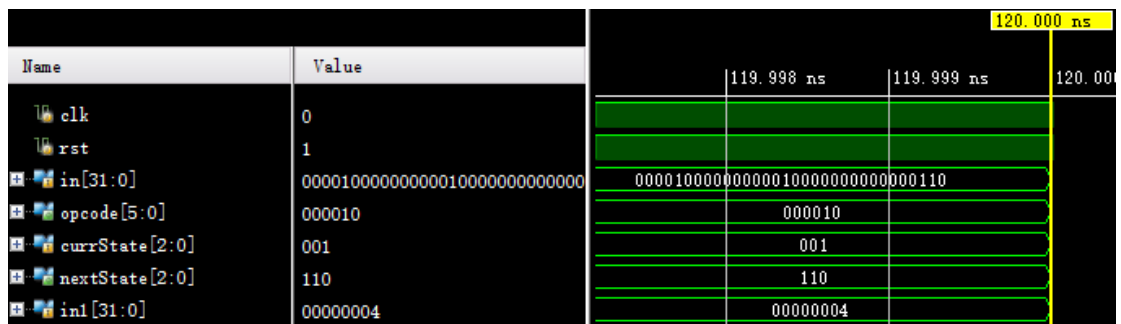 120.000 ns
Name Value
119.998 ns 119.999 ns 120.00
clk 0
rst 1
in[31:0] 00001000000000010000000000000 00001000000000010000000000000110
opcode[5:0] 000010 000010
currState[2:0] 001 001
nextState[2:0] 110 110
in1[31:0] 00000004 00000004